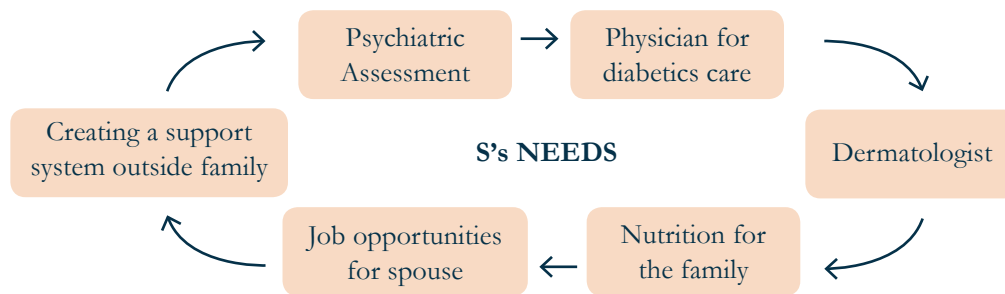 Psychiatric
Assessment
Physician for
diabetics care
Creating a support
system outside family
S’s NEEDS
Dermatologist
Job opportunities
for spouse
Nutrition for
the family